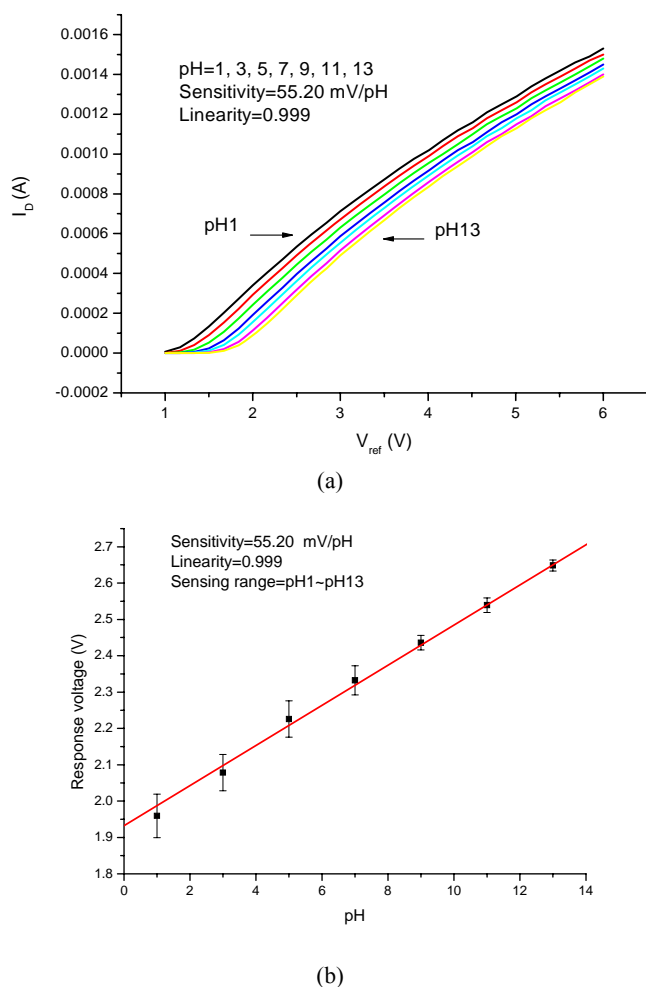 0.0016
0.0014
0.0012
0.0010
0.0008
0.0006
0.0004
0.0002
0.0000
-0.0002
I_D (A)
pH=1, 3, 5, 7, 9, 11, 13
Sensitivity=55.20 mV/pH
Linearity=0.999
pH1
pH13
1 2 3 4 5 6
V_ref (V)
(a)
2.7
2.6
2.5
2.4
2.3
2.2
2.1
2.0
1.9
1.8
Response voltage (V)
Sensitivity=55.20 mV/pH
Linearity=0.999
Sensing range=pH1~pH13
0 2 4 6 8 10 12 14
pH
(b)